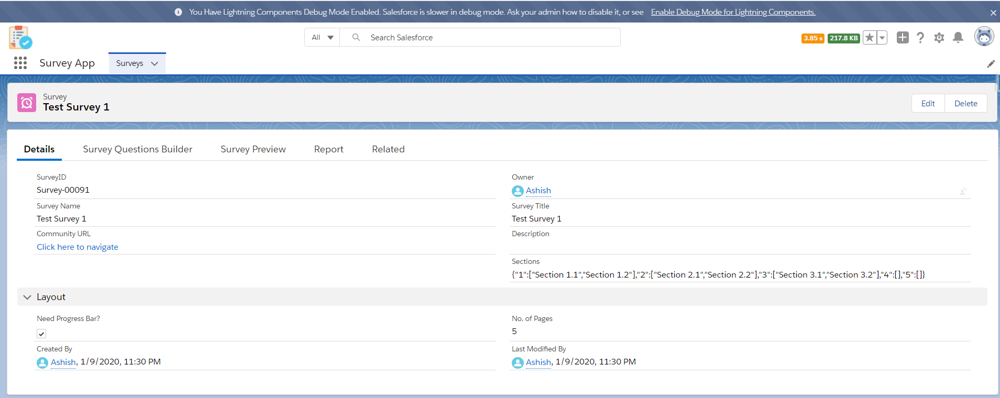 You Have Lightning Components Debug Mode Enabled. Salesforce is slower in debug mode. Ask your admin how to disable it, or see Enable Debug Mode for Lightning Components.
All Search Salesforce 3.85 s 217.8 KB
Survey App Surveys
Survey
Test Survey 1
Edit Delete
Details Survey Questions Builder Survey Preview Report Related
SurveyID
Survey-00091
Owner
Ashish
Survey Name
Test Survey 1
Survey Title
Test Survey 1
Community URL
Click here to navigate
Description
Sections
{"1":["Section 1.1","Section 1.2"],"2":["Section 2.1","Section 2.2"],"3":["Section 3.1","Section 3.2"],"4":[],"5":[]}
Layout
Need Progress Bar?
No. of Pages
5
Created By
Ashish, 1/9/2020, 11:30 PM
Last Modified By
Ashish, 1/9/2020, 11:30 PM